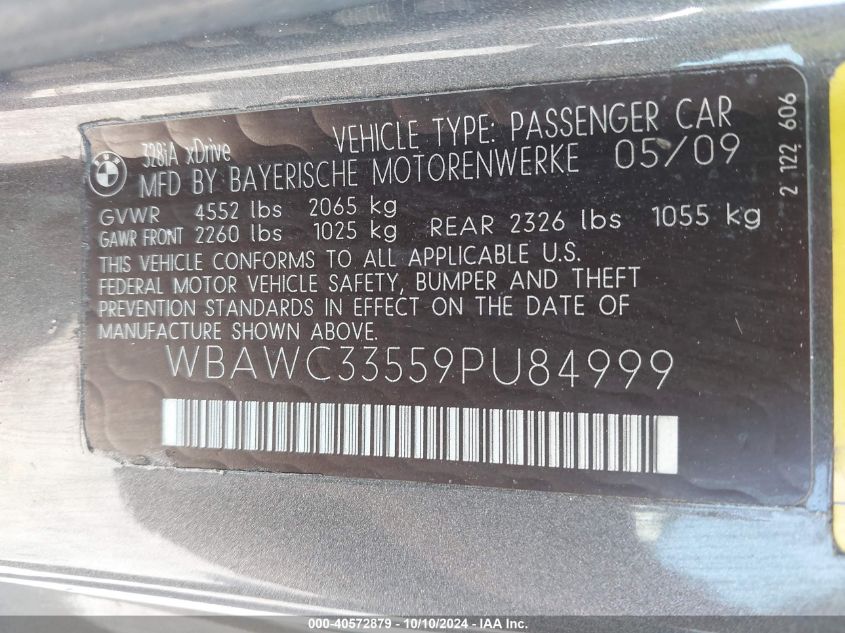 328iA xDrive VEHICLE TYPE: PASSENGER CAR
MFD BY BAYERISCHE MOTORENWERKE 05/09
GVWR 4552 lbs 2065 kg
GAWR FRONT 2260 lbs 1025 kg REAR 2326 lbs 1055 kg
THIS VEHICLE CONFORMS TO ALL APPLICABLE U.S.
FEDERAL MOTOR VEHICLE SAFETY, BUMPER AND THEFT
PREVENTION STANDARDS IN EFFECT ON THE DATE OF
MANUFACTURE SHOWN ABOVE.
WBAWC33559PU84999
2 122 606
000-40572879 - 10/10/2024 - IAA Inc.